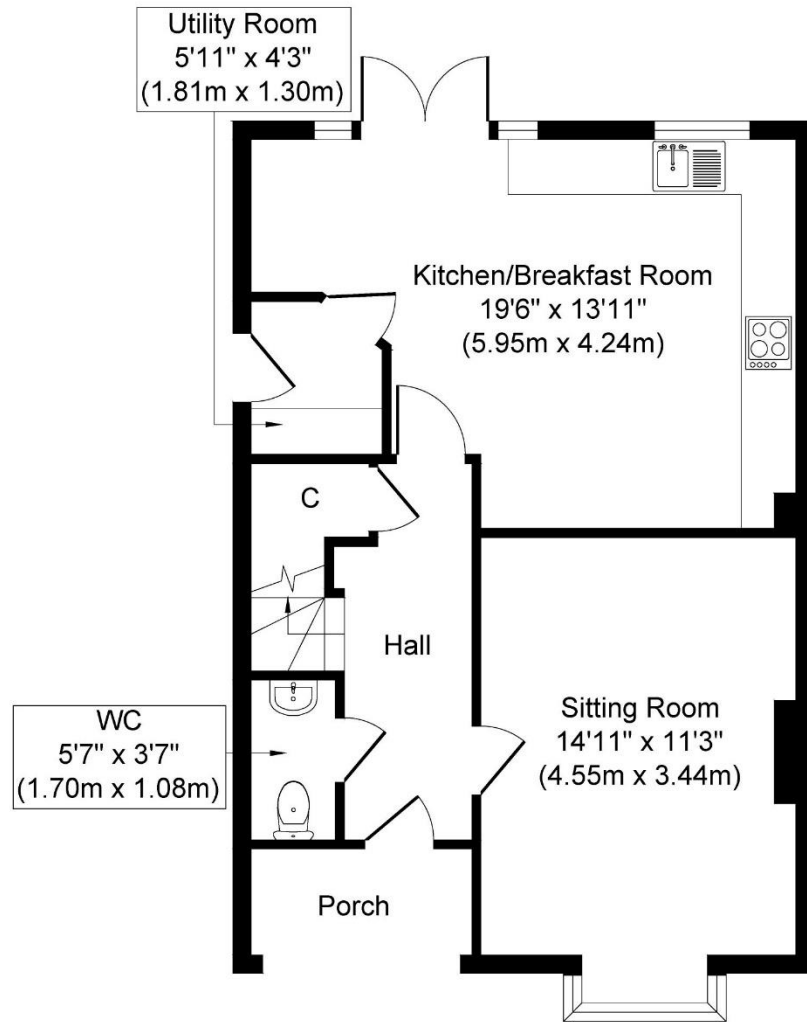 Utility Room
5'11" x 4'3"
(1.81m x 1.30m)
Kitchen/Breakfast Room
19'6" x 13'11"
(5.95m x 4.24m)
C
Hall
WC
5'7" x 3'7"
(1.70m x 1.08m)
Sitting Room
14'11" x 11'3"
(4.55m x 3.44m)
Porch